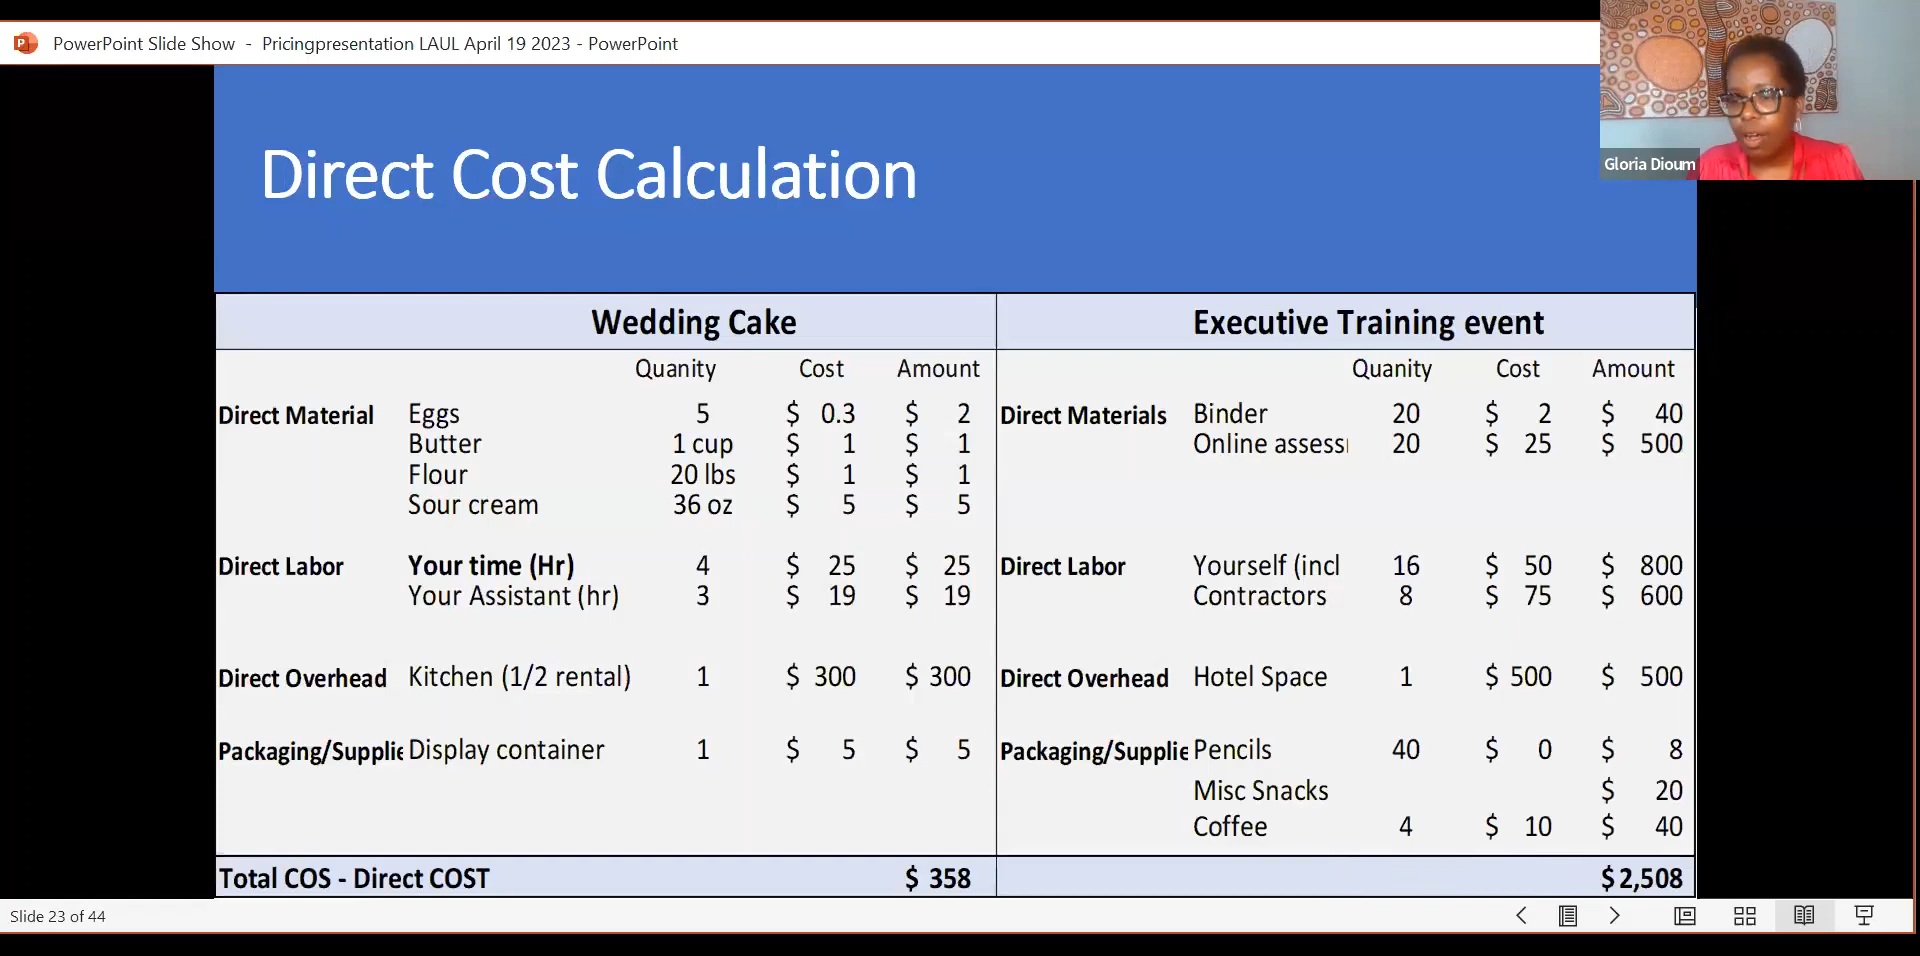 PowerPoint Slide Show - Pricingpresentation LAUL April 19 2023 - PowerPoint
Gloria Dioum
Direct Cost Calculation
Wedding Cake Executive Training event
Quanity Cost Amount Quanity Cost Amount
Direct Material Eggs 5 $ 0.3 $ 2 Direct Materials Binder 20 $ 2 $ 40
Butter 1 cup $ 1 $ 1 Online assess 20 $ 25 $ 500
Flour 20 lbs $ 1 $ 1
Sour cream 36 oz $ 5 $ 5
Direct Labor Your time (Hr) 4 $ 25 $ 25 Direct Labor Yourself (incl 16 $ 50 $ 800
Your Assistant (hr) 3 $ 19 $ 19 Contractors 8 $ 75 $ 600
Direct Overhead Kitchen (1/2 rental) 1 $ 300 $ 300 Direct Overhead Hotel Space 1 $ 500 $ 500
Packaging/Supplie Display container 1 $ 5 $ 5 Packaging/Supplie Pencils 40 $ 0 $ 8
Misc Snacks $ 20
Coffee 4 $ 10 $ 40
Total COS - Direct COST $ 358 $ 2,508
Slide 23 of 44